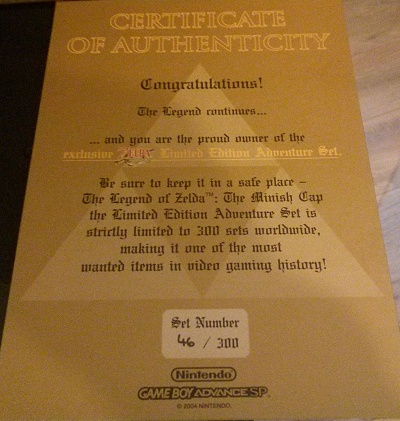 CERTIFICATE
OF AUTHENTICITY
Congratulations!
The Legend continues...
... and you are the proud owner of the
exclusive ZELDA Limited Edition Adventure Set.
Be sure to keep it in a safe place –
The Legend of Zelda™: The Minish Cap
the Limited Edition Adventure Set is
strictly limited to 300 sets worldwide,
making it one of the most
wanted items in video gaming history!
Set Number
46 / 300
Nintendo
GAME BOY ADVANCE SP
© 2004 NINTENDO.